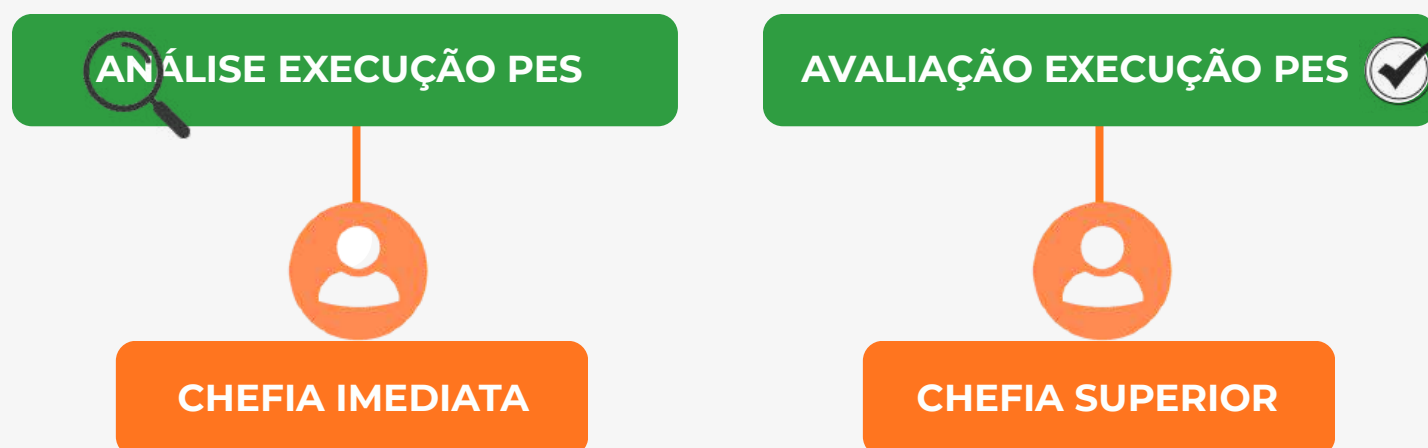 ANÁLISE EXECUÇÃO PES
AVALIAÇÃO EXECUÇÃO PES
CHEFIA IMEDIATA
CHEFIA SUPERIOR